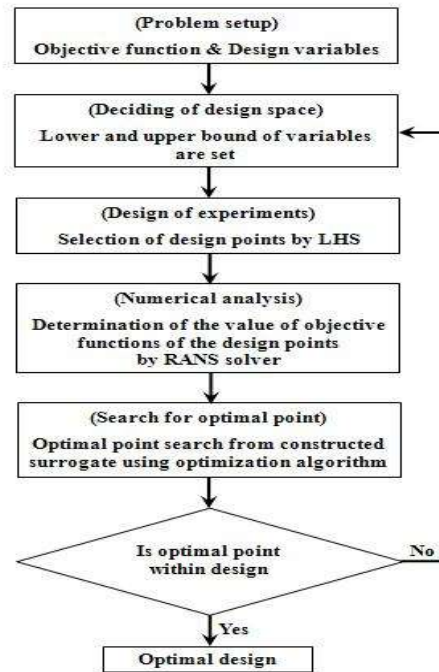 (Problem setup)
Objective function & Design variables
(Deciding of design space)
Lower and upper bound of variables
are set
(Design of experiments)
Selection of design points by LHS
(Numerical analysis)
Determination of the value of objective
functions of the design points
by RANS solver
(Search for optimal point)
Optimal point search from constructed
surrogate using optimization algorithm
Is optimal point
within design
No
Yes
Optimal design